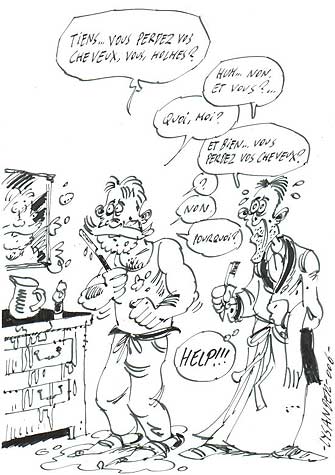 TIENS... VOUS PERDEZ VOS
CHEVEUX, VOUS, HOLMES?
HUM... NON.
ET VOUS?...
QUOI, MOI?
ET BIEN... VOUS
PERDEZ VOS CHEVEUX?
?
NON
POURQUOI?
HELP!!!